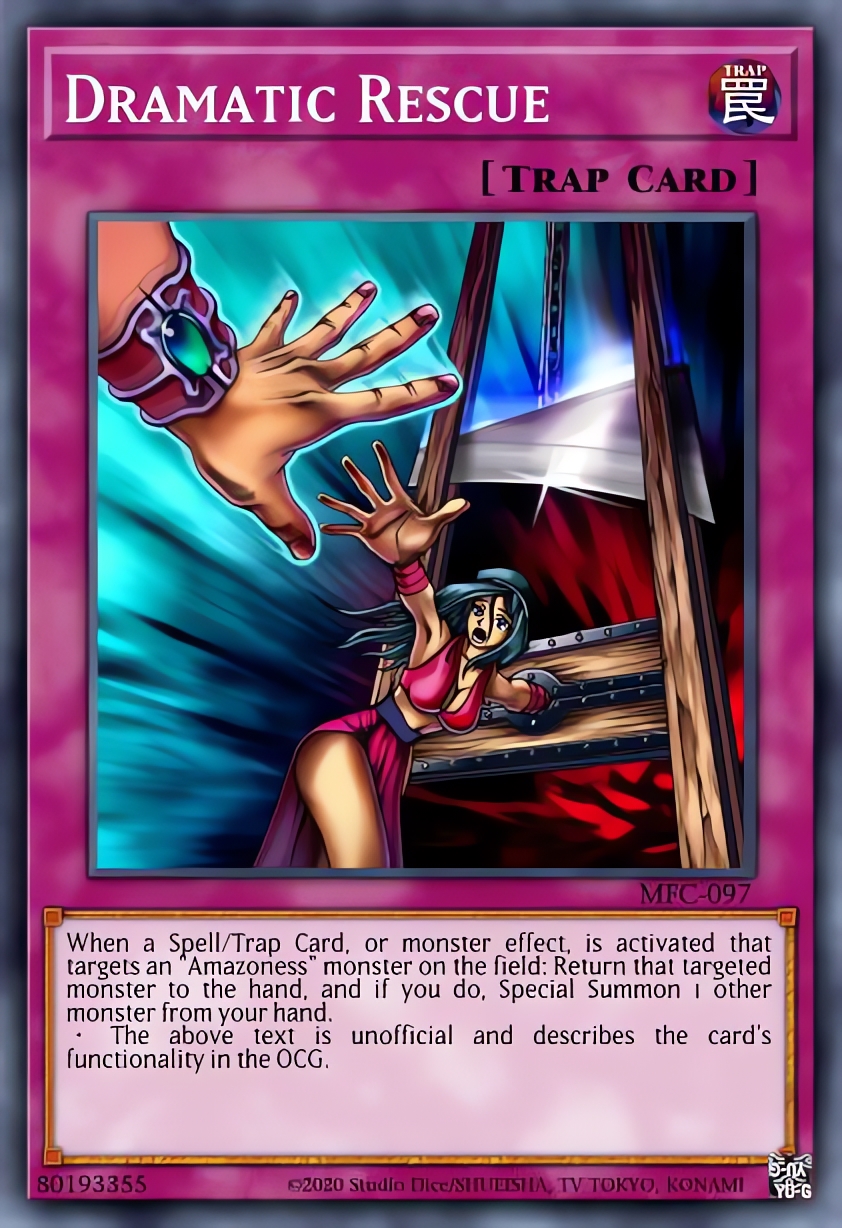 DRAMATIC RESCUE
TRAP
罠
[TRAP CARD]
MFC-097
When a Spell/Trap Card, or monster effect, is activated that
targets an "Amazoness" monster on the field: Return that targeted
monster to the hand, and if you do, Special Summon 1 other
monster from your hand.
· The above text is unofficial and describes the card's
functionality in the OCG.
80193355
©2020 Studio Dice/SHUEISHA, TV TOKYO, KONAMI